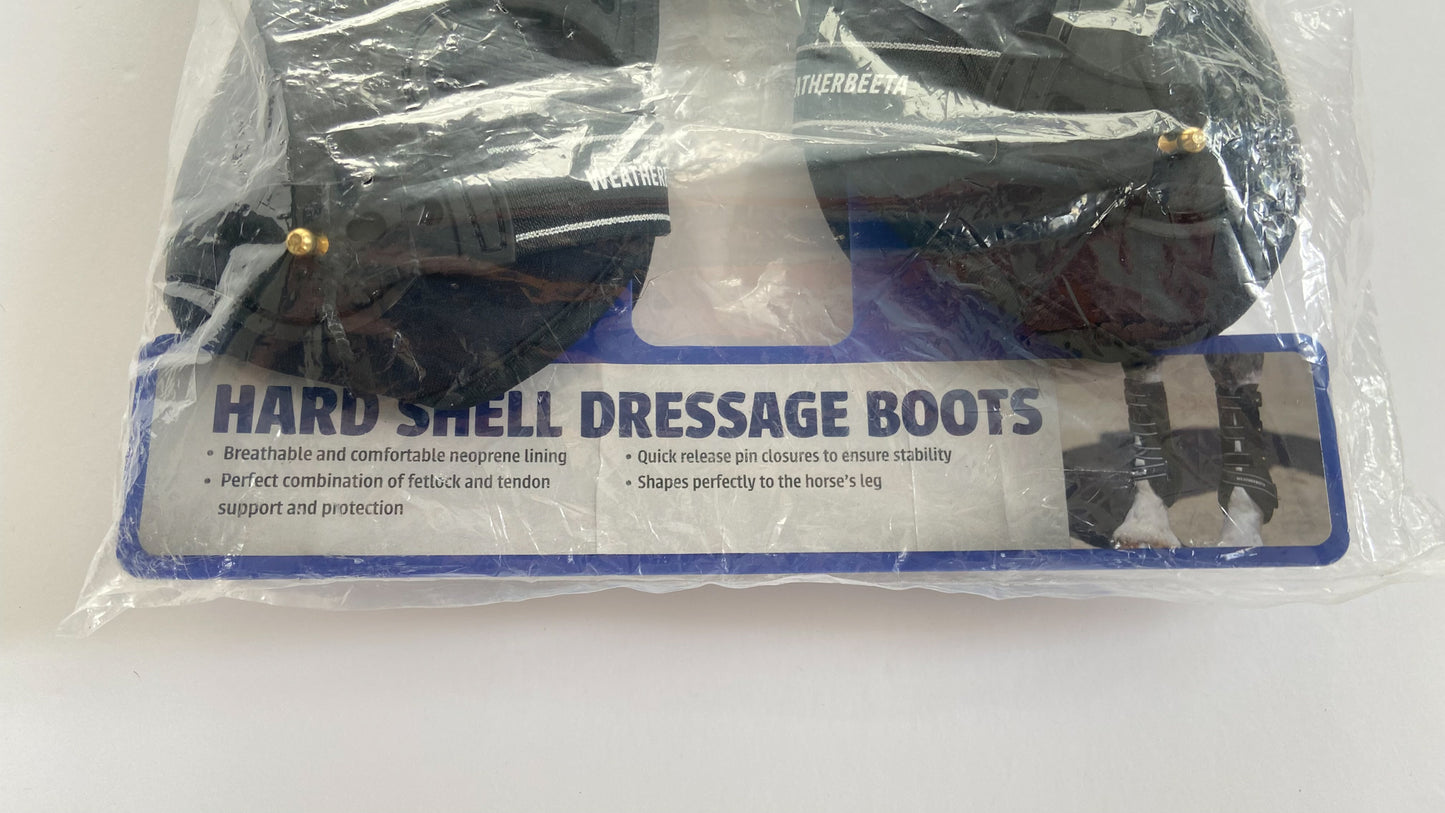 ATHERBEETA
WEATHERB
HARD SHELL DRESSAGE BOOTS
• Breathable and comfortable neoprene lining
• Perfect combination of fetlock and tendon
support and protection
• Quick release pin closures to ensure stability
• Shapes perfectly to the horse's leg